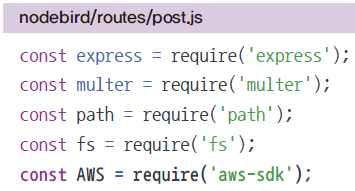 nodebird/routes/post.js
const express = require('express');
const multer = require('multer');
const path = require('path');
const fs = require('fs');
const AWS = require('aws-sdk');